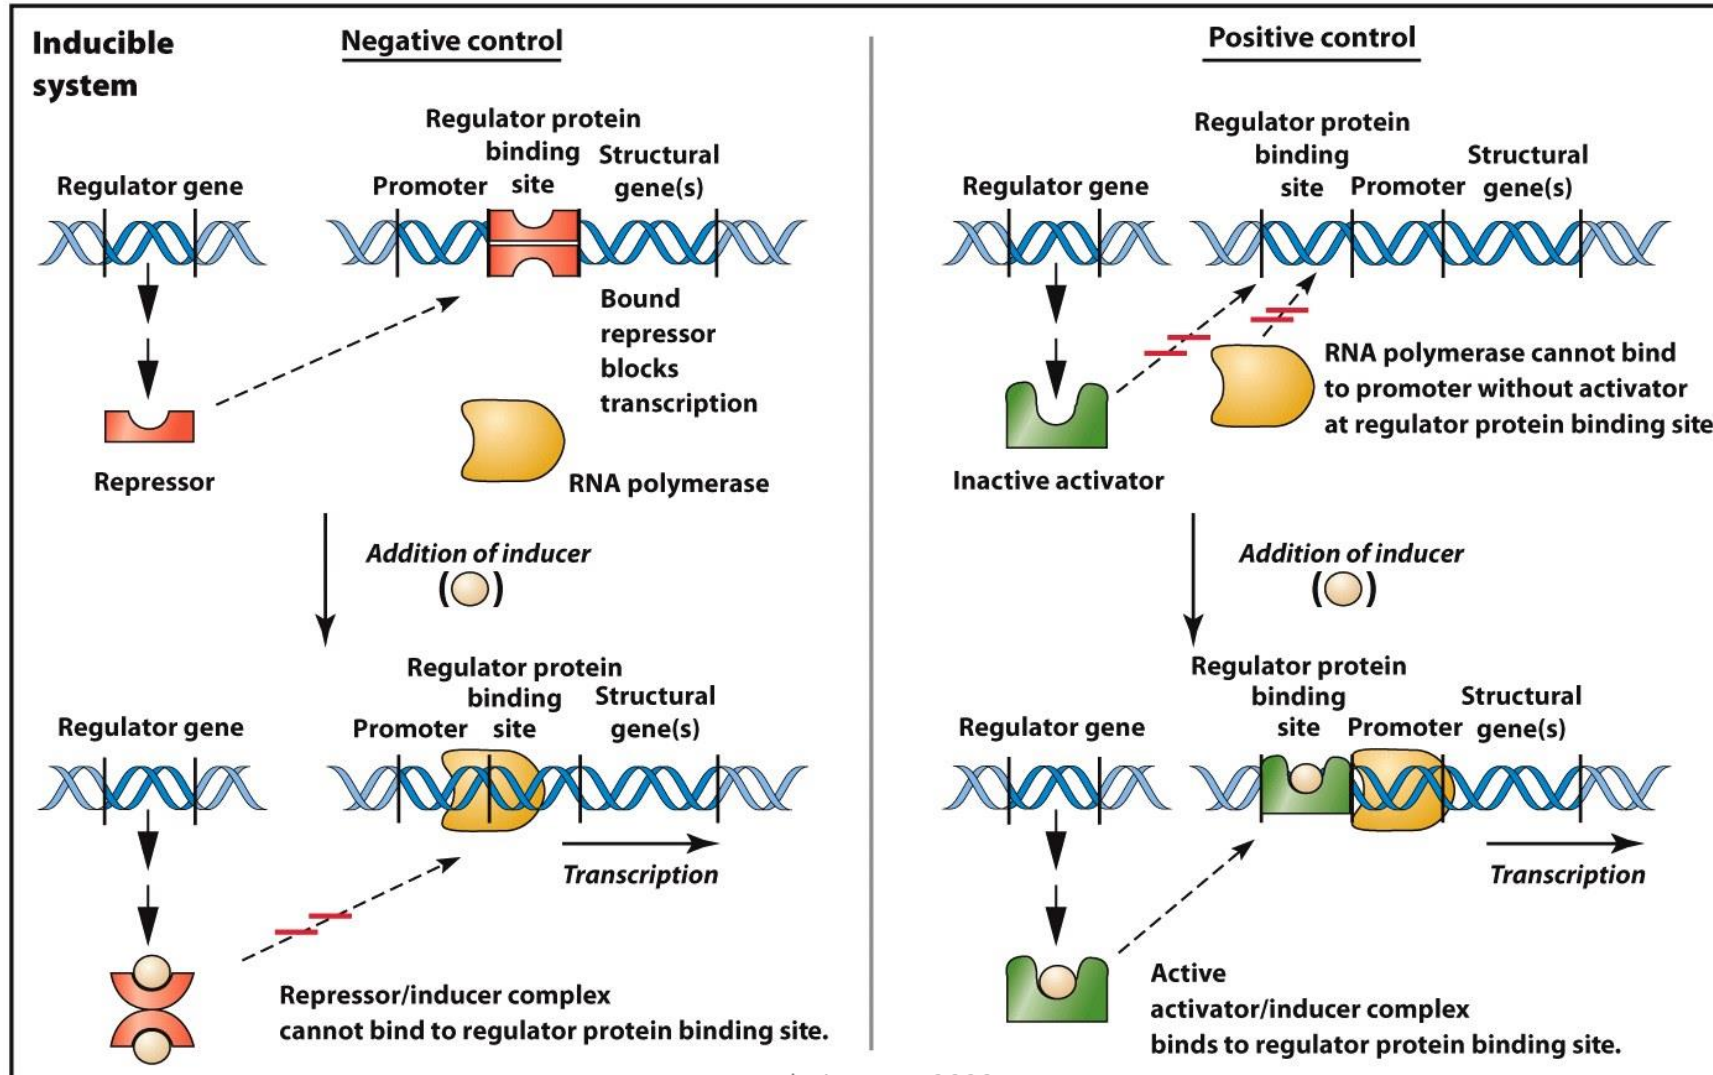 Inducible
system
Negative control
Regulator protein
binding
site
Structural
gene(s)
Regulator gene
Promoter
Bound
repressor
blocks
transcription
Repressor
RNA polymerase
Addition of inducer
( )
Regulator protein
binding
site
Structural
gene(s)
Regulator gene
Promoter
Transcription
Repressor/inducer complex
cannot bind to regulator protein binding site.
Positive control
Regulator protein
binding
site
Structural
gene(s)
Regulator gene
Promoter
RNA polymerase cannot bind
to promoter without activator
at regulator protein binding site
Inactive activator
Addition of inducer
( )
Regulator protein
binding
site
Structural
gene(s)
Regulator gene
Promoter
Transcription
Active
activator/inducer complex
binds to regulator protein binding site.